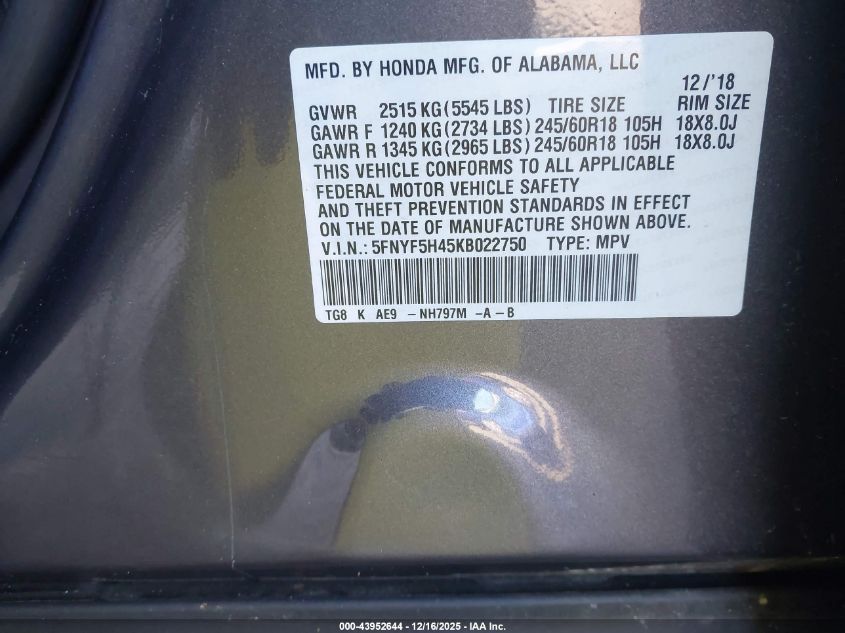 MFD. BY HONDA MFG. OF ALABAMA, LLC
12/'18
GVWR 2515 KG(5545 LBS) TIRE SIZE RIM SIZE
GAWR F 1240 KG(2734 LBS) 245/60R18 105H 18X8.0J
GAWR R 1345 KG(2965 LBS) 245/60R18 105H 18X8.0J
THIS VEHICLE CONFORMS TO ALL APPLICABLE
FEDERAL MOTOR VEHICLE SAFETY
AND THEFT PREVENTION STANDARDS IN EFFECT
ON THE DATE OF MANUFACTURE SHOWN ABOVE.
V.I.N.: 5FNYF5H45KB022750 TYPE: MPV
TG8 K AE9 -NH797M -A-B
000-43952644 - 12/16/2025 - IAA Inc.